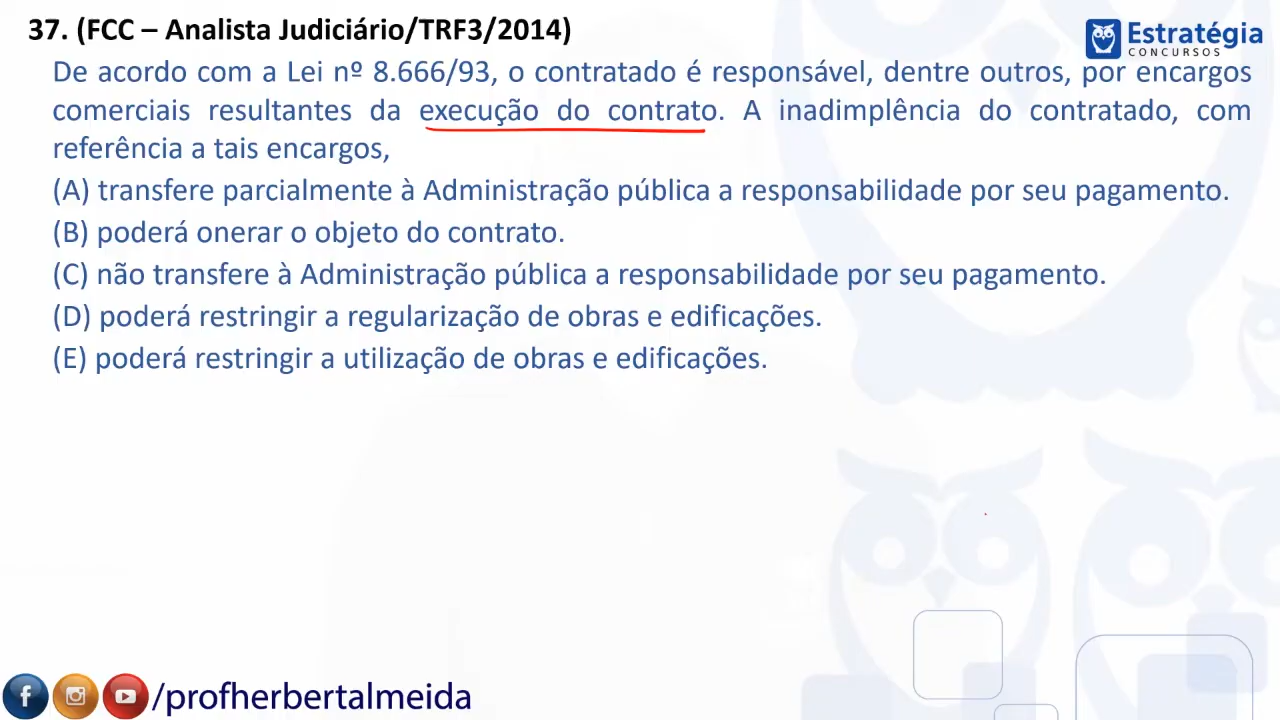 37. (FCC – Analista Judiciário/TRF3/2014)
Estratégia
CONCURSOS
De acordo com a Lei nº 8.666/93, o contratado é responsável, dentre outros, por encargos
comerciais resultantes da execução do contrato. A inadimplência do contratado, com
referência a tais encargos,
(A) transfere parcialmente à Administração pública a responsabilidade por seu pagamento.
(B) poderá onerar o objeto do contrato.
(C) não transfere à Administração pública a responsabilidade por seu pagamento.
(D) poderá restringir a regularização de obras e edificações.
(E) poderá restringir a utilização de obras e edificações.
/profherbertalmeida